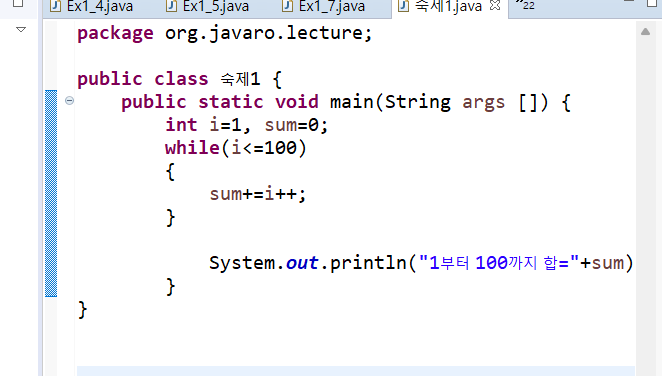 Ex1_4.java Ex1_5.java Ex1_7.java 숙제1.java "22
package org.javaro.lecture;
public class 숙제1 {
public static void main(String args []) {
int i=1, sum=0;
while(i<=100)
{
sum+=i++;
}
System.out.println("1부터 100까지 합="+sum)
}
}